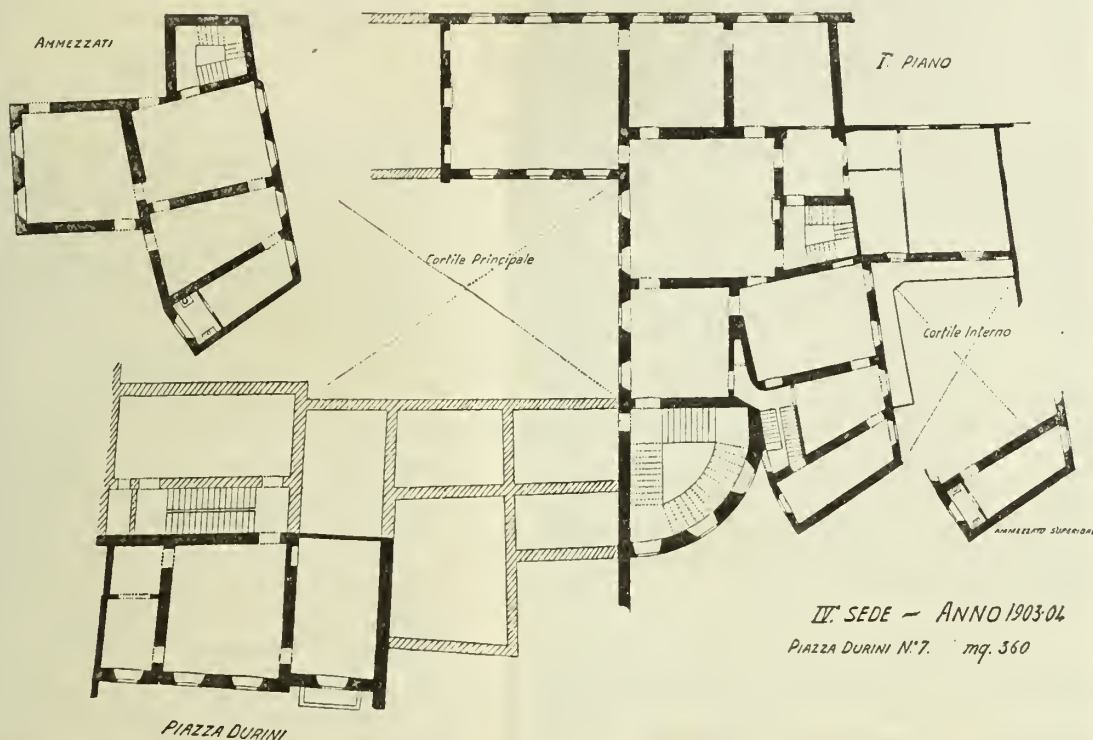 AMMEZZATI
I° PIANO
Cortile Principale
Cortile Interno
AMMEZZATO SUPERIORE
IV.A SEDE – ANNO 1903-04
PIAZZA DURINI N.° 7. mq. 360
PIAZZA DURINI